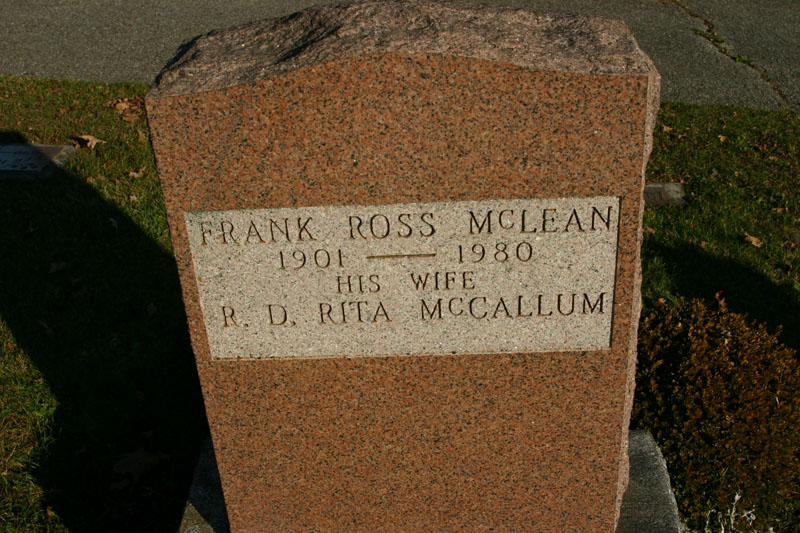 FRANK ROSS McLEAN
1901 — 1980
HIS WIFE
R. D. RITA McCALLUM